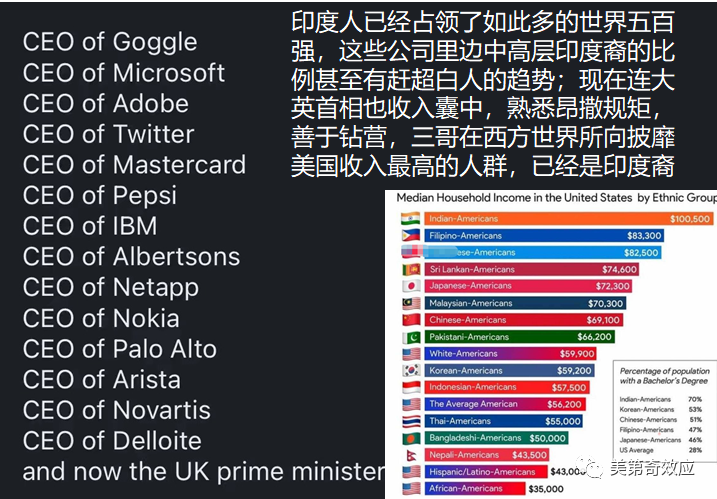 CEO of Goggle
CEO of Microsoft
CEO of Adobe
CEO of Twitter
CEO of Mastercard
CEO of Pepsi
CEO of IBM
CEO of Albertsons
CEO of Netapp
CEO of Nokia
CEO of Palo Alto
CEO of Arista
CEO of Novartis
CEO of Delloite
and now the UK prime minister
印度人已经占领了如此多的世界五百
强，这些公司里边中高层印度裔的比
例甚至有赶超白人的趋势；现在连大
英首相也收入囊中，熟悉昂撒规矩，
善于钻营，三哥在西方世界所向披靡
美国收入最高的人群，已经是印度裔
Median Household Income in the United States by Ethnic Group
Indian-Americans $100,500
Filipino-Americans $83,300
ese-Americans $82,500
Sri Lankan-Americans $74,600
Japanese-Americans $72,300
Malaysian-Americans $70,300
Chinese-Americans $69,100
Pakistani-Americans $66,200
White-Americans $59,900
Korean-Americans $59,200
Indonesian-Americans $57,500
The Average American $56,200
Thai-Americans $55,000
Bangladeshi-Americans $50,000
Nepali-Americans $43,500
Hispanic/Latino-Americans $43,000
African-Americans $35,000
Percentage of population
with a Bachelor's Degree
Indian-Americans 70%
Korean-Americans 53%
Chinese-Americans 51%
Filipino-Americans 47%
Japanese-Americans 46%
US Average 28%
美第奇效应